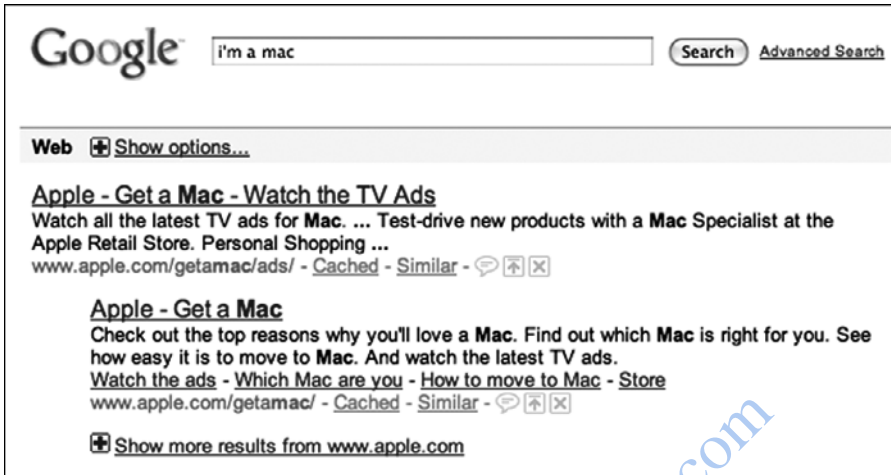 Google i'm a mac Search Advanced Search
Web Show options...
Apple - Get a Mac - Watch the TV Ads
Watch all the latest TV ads for Mac. ... Test-drive new products with a Mac Specialist at the
Apple Retail Store. Personal Shopping ...
www.apple.com/getamac/ads/ - Cached - Similar -
Apple - Get a Mac
Check out the top reasons why you'll love a Mac. Find out which Mac is right for you. See
how easy it is to move to Mac. And watch the latest TV ads.
Watch the ads - Which Mac are you - How to move to Mac - Store
www.apple.com/getamac/ - Cached - Similar -
Show more results from www.apple.com
.com